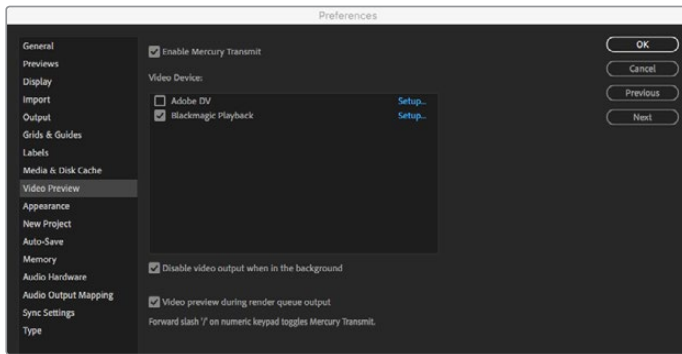 Preferences
General
Previews
Display
Import
Output
Grids & Guides
Labels
Media & Disk Cache
Video Preview
Appearance
New Project
Auto-Save
Memory
Audio Hardware
Audio Output Mapping
Sync Settings
Type
Enable Mercury Transmit
Video Device:
Adobe DV Setup...
Blackmagic Playback Setup...
Disable video output when in the background
Video preview during render queue output
Forward slash '/' on numeric keypad toggles Mercury Transmit.
OK
Cancel
Previous
Next